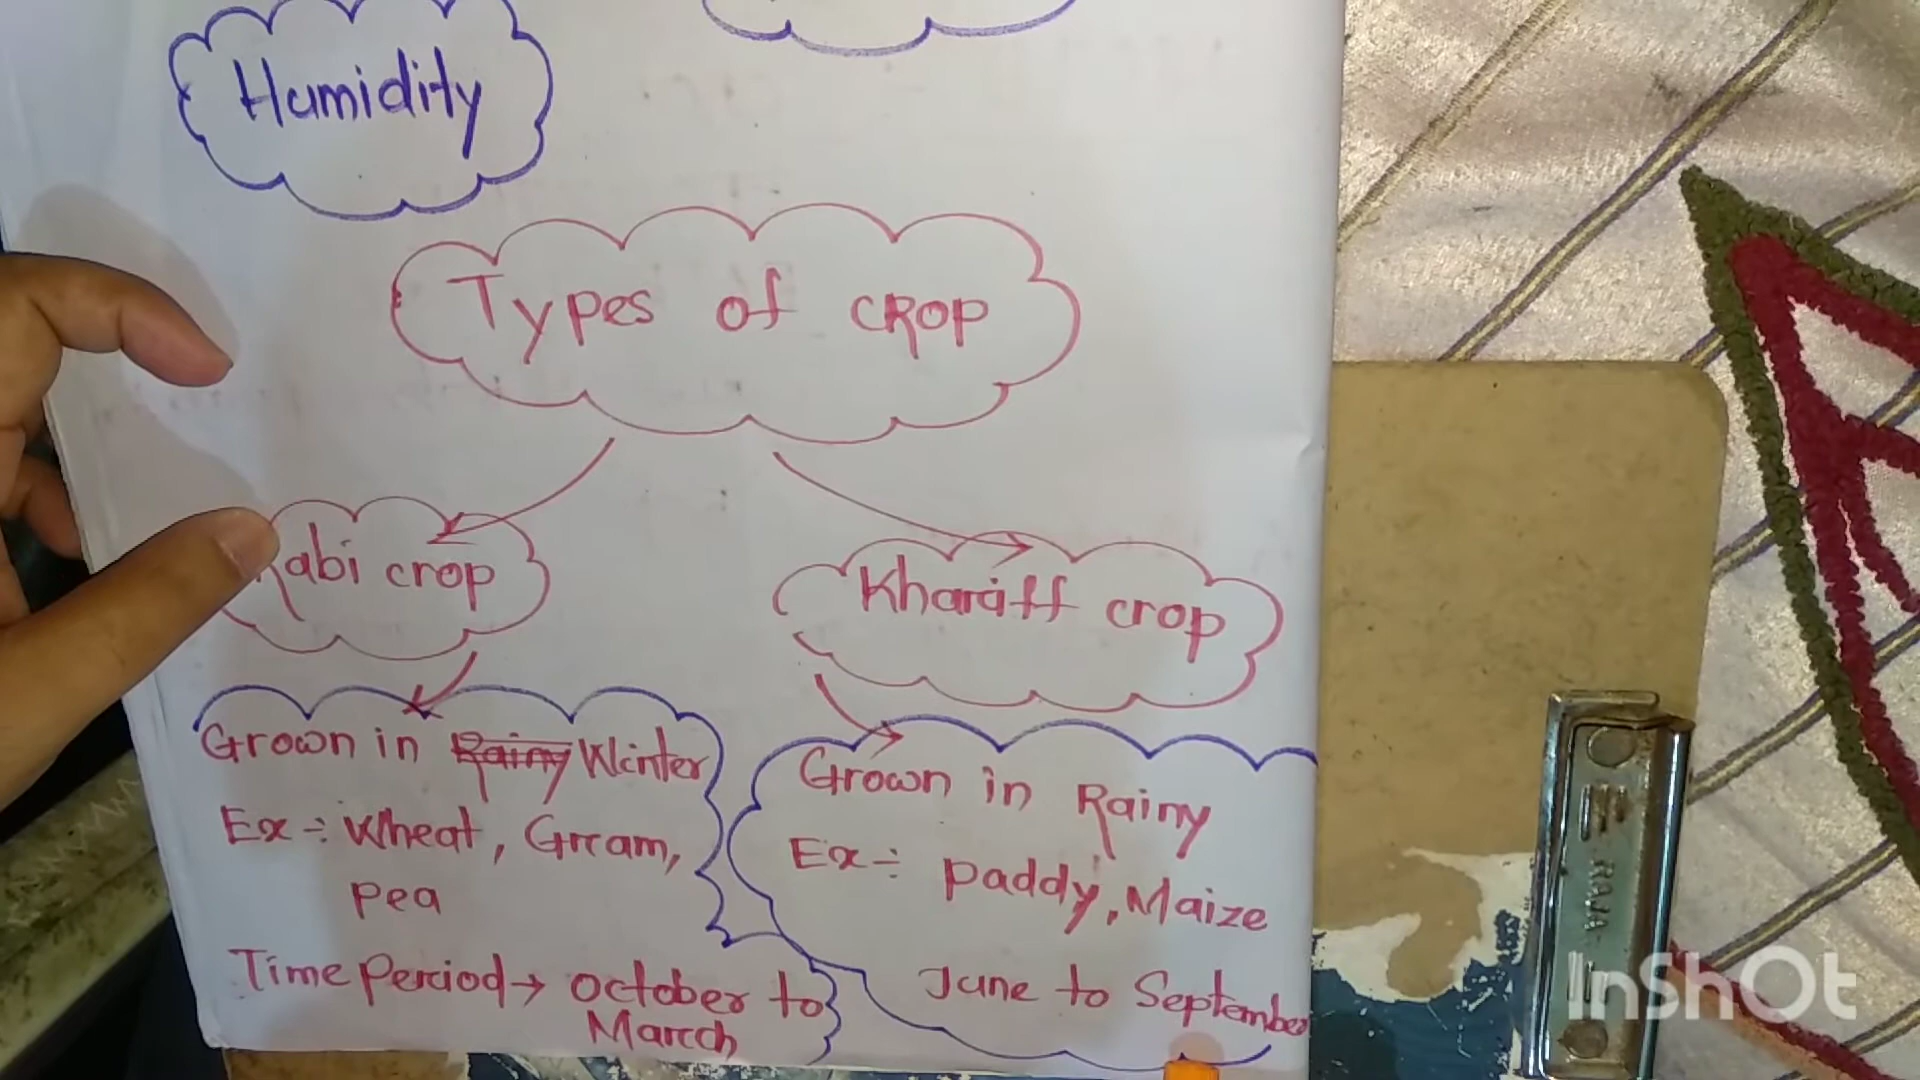 Humidity
Types of CROP
Rabi crop
Khariff crop
Grown in Rainy Winter
Ex ÷ Wheat, Gram,
pea
Time Period → October to
March
Grown in Rainy
Ex ÷ Paddy, Maize
June to September
RAJA
InShOt